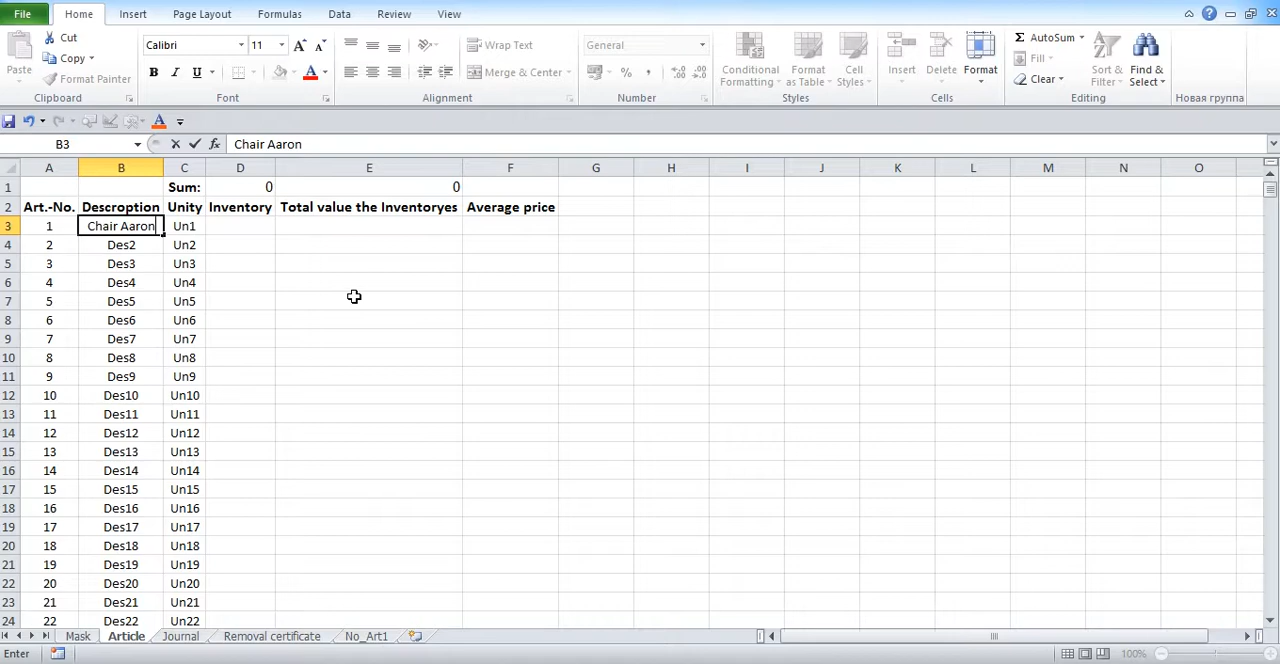 File Home Insert Page Layout Formulas Data Review View
Cut Calibri 11 Wrap Text General AutoSum
Copy Fill
Paste Format Painter Merge & Center Conditional Formatting Format as Table Cell Styles Insert Delete Format Clear Sort & Filter Find & Select
Clipboard Font Alignment Number Styles Cells Editing Новая группа
B3 Chair Aaron
A B C D E F G H I J K L M N O
1 Sum: 0 0
2 Art.-No. Descroption Unity Inventory Total value the Inventoryes Average price
3 1 Chair Aaron Un1
4 2 Des2 Un2
5 3 Des3 Un3
6 4 Des4 Un4
7 5 Des5 Un5
8 6 Des6 Un6
9 7 Des7 Un7
10 8 Des8 Un8
11 9 Des9 Un9
12 10 Des10 Un10
13 11 Des11 Un11
14 12 Des12 Un12
15 13 Des13 Un13
16 14 Des14 Un14
17 15 Des15 Un15
18 16 Des16 Un16
19 17 Des17 Un17
20 18 Des18 Un18
21 19 Des19 Un19
22 20 Des20 Un20
23 21 Des21 Un21
24 22 Des22 Un22
Mask Article Journal Removal certificate No_Art1
Enter 100%